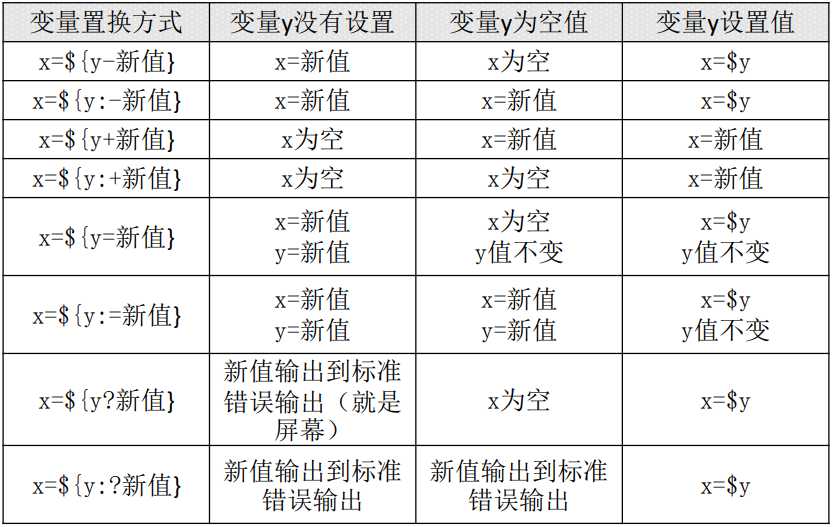 变量置换方式 变量y没有设置 变量y为空值 变量y设置值
x=${y-新值} x=新值 x为空 x=$y
x=${y:-新值} x=新值 x=新值 x=$y
x=${y+新值} x为空 x=新值 x=新值
x=${y:+新值} x为空 x为空 x=新值
x=${y=新值} x=新值 x为空 x=$y
y=新值 y值不变 y值不变
x=${y:=新值} x=新值 x=新值 x=$y
y=新值 y=新值 y值不变
x=${y?新值} 新值输出到标准 x为空 x=$y
错误输出（就是
屏幕）
x=${y:?新值} 新值输出到标准 新值输出到标准 x=$y
错误输出 错误输出